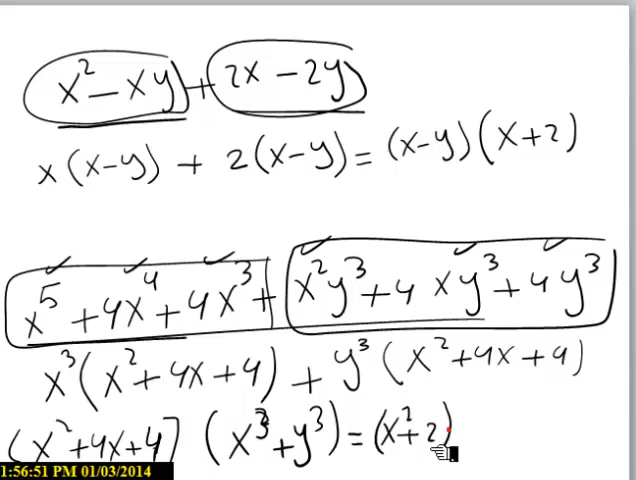 x² - xy + 2x - 2y
x(x-y) + 2(x-y) = (x-y)(x+2)
x⁵ + 4x⁴ + 4x³ + x²y³ + 4xy³ + 4y³
x³(x² + 4x + 4) + y³(x² + 4x + 4)
(x² + 4x + 4)(x³ + y³) = (x² + 2)
1:56:51 PM 01/03/2014